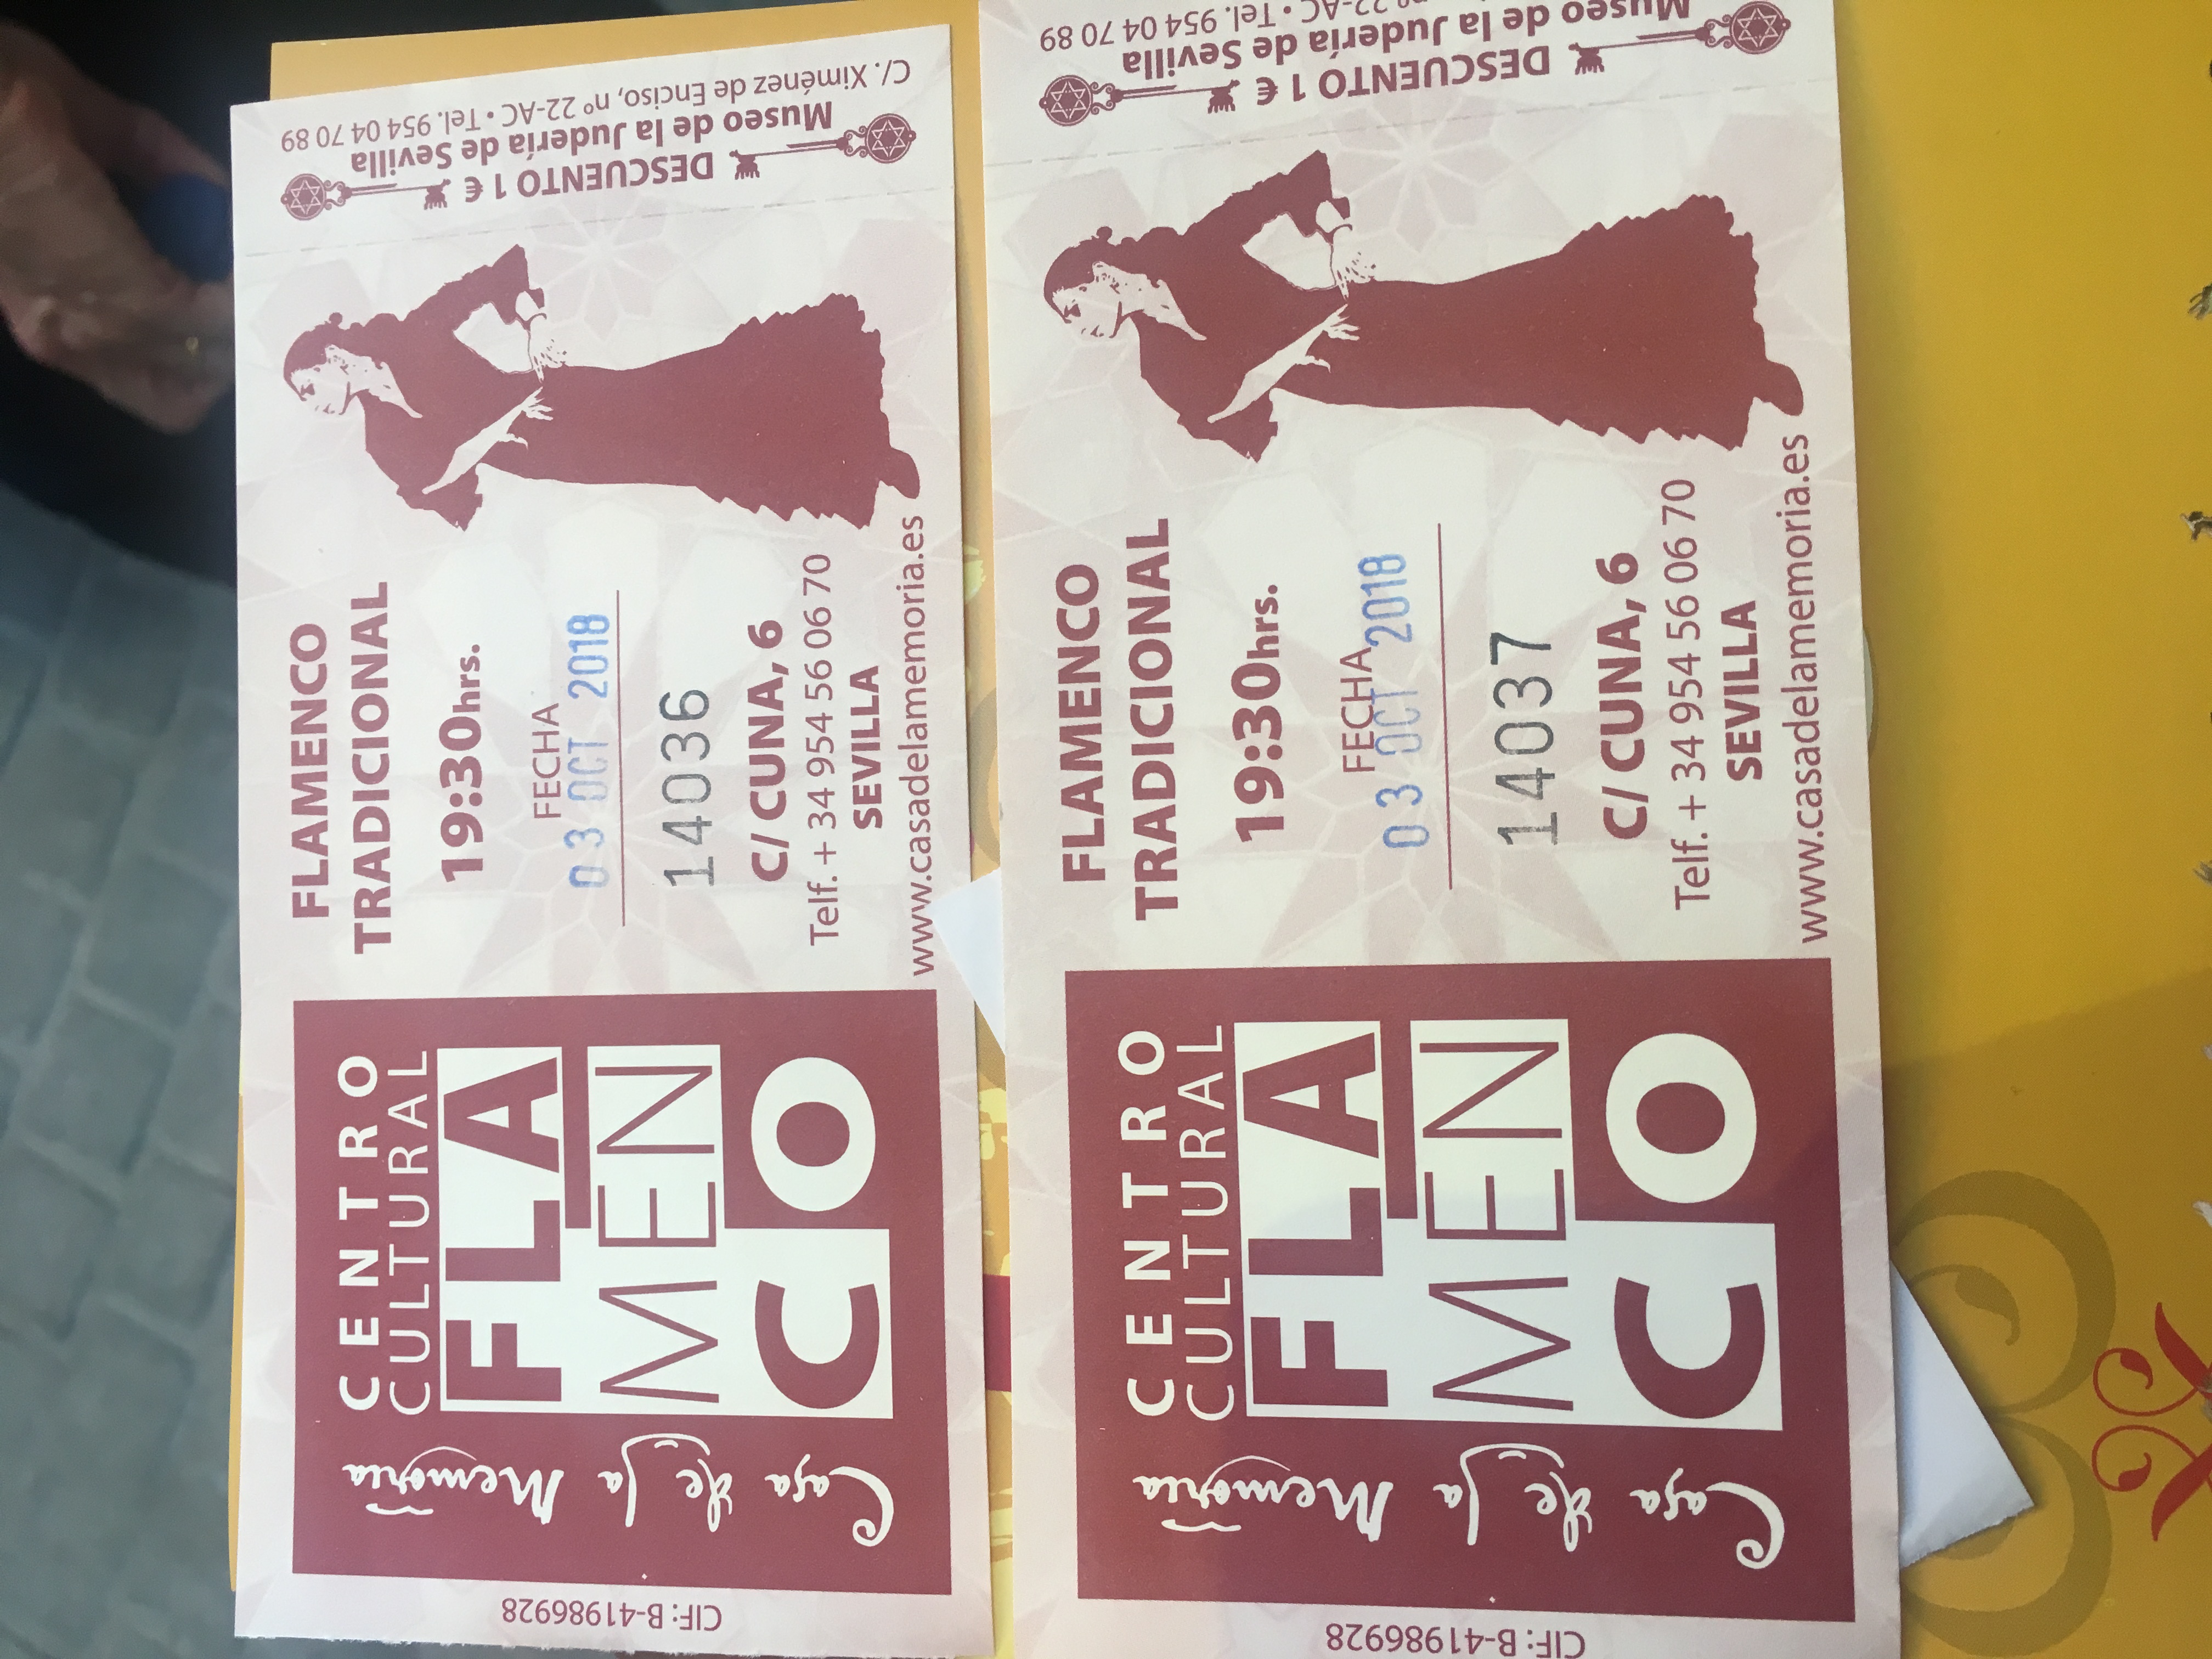 CIF: B-41986928
Casa de la Memoria
CENTRO
CULTURAL
FLA
MEN
CO
FLAMENCO
TRADICIONAL
19:30hrs.
FECHA
03 OCT 2018
14036
C/ CUNA, 6
Telf. + 34 954 56 06 70
SEVILLA
www.casadelamemoria.es
DESCUENTO 1 €
Museo de la Judería de Sevilla
C/. Ximénez de Enciso, nº 22-AC • Tel. 954 04 70 89
CIF: B-41986928
Casa de la Memoria
CENTRO
CULTURAL
FLA
MEN
CO
FLAMENCO
TRADICIONAL
19:30hrs.
FECHA
03 OCT 2018
14037
C/ CUNA, 6
Telf. + 34 954 56 06 70
SEVILLA
www.casadelamemoria.es
DESCUENTO 1 €
Museo de la Judería de Sevilla
nº 22-AC • Tel. 954 04 70 89